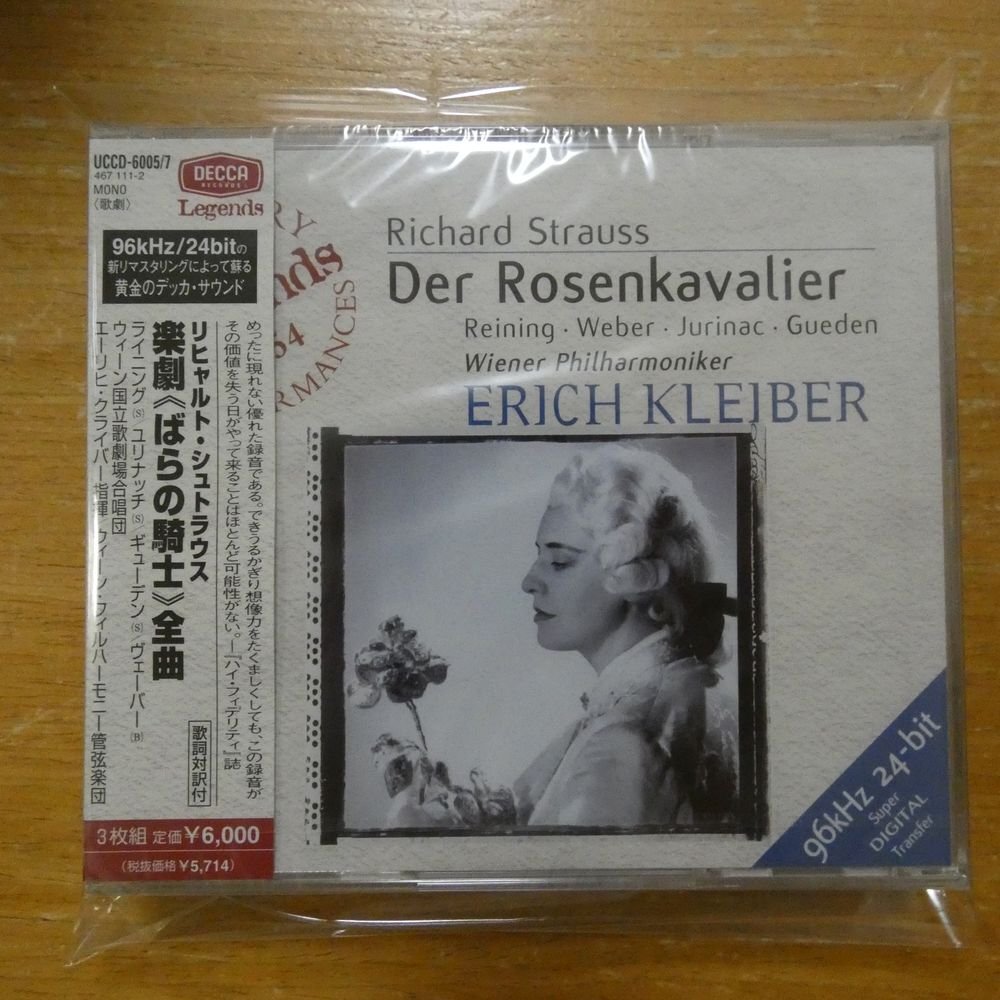 UCCD-6005/7
467 111-2
MONO
〈歌劇〉
DECCA
RECORDS
Legends
96kHz/24bitの
新リマスタリングによって蘇る
黄金のデッカ・サウンド
めったに現れない優れた録音である。できうるかぎり想像力をたくましくしても、この録音が
その価値を失う日がやって来ることはほとんど可能性がない。―『ハイ・フィデリティ』誌
リヒャルト・シュトラウス
楽劇《ばらの騎士》全曲
ライニング(S)/ユリナッチ(S)/ギューデン(S)/ヴェーバー(B)
ウィーン国立歌劇場合唱団
エーリヒ・クライバー指揮/ウィーン・フィルハーモニー管弦楽団
歌詞対訳付
3枚組 定価¥6,000
(税抜価格¥5,714)
Richard Strauss
Der Rosenkavalier
Reining · Weber · Jurinac · Gueden
Wiener Philharmoniker
ERICH KLEIBER
96kHz 24-bit
Super
DIGITAL
Transfer